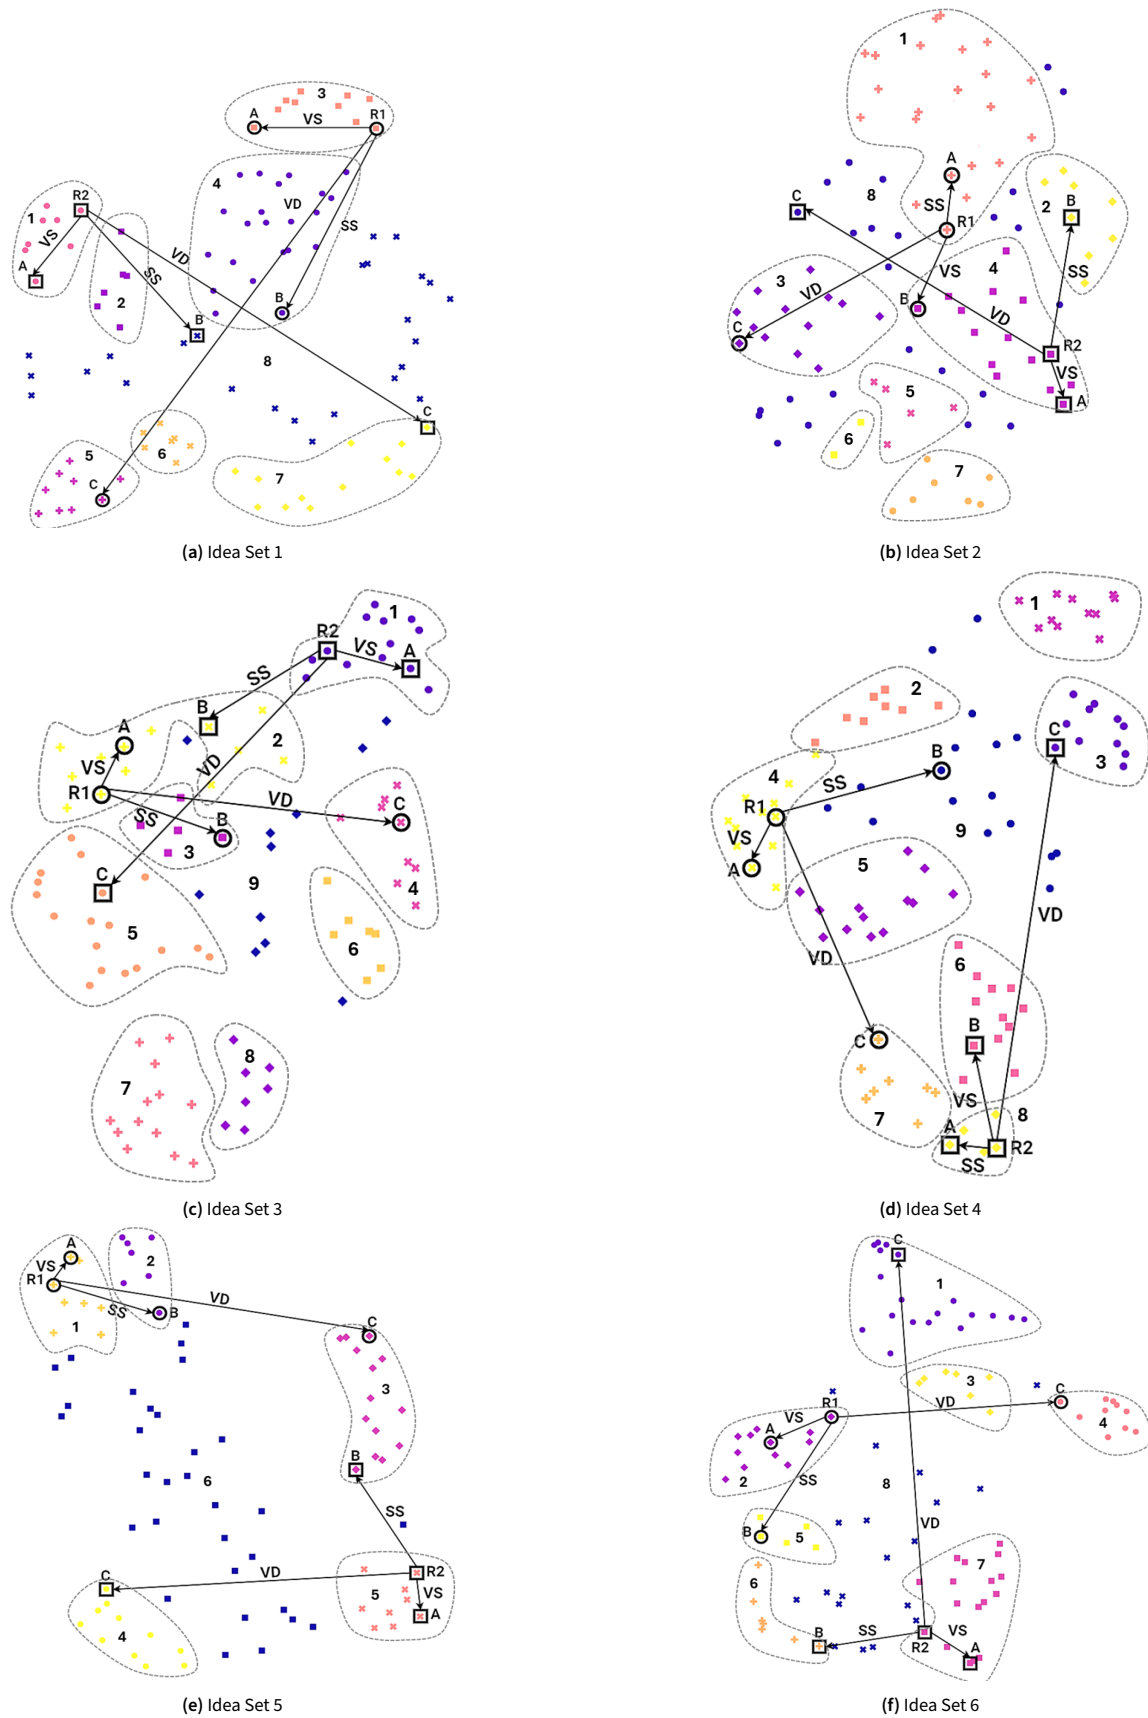 3
A
R1
VS
4
R2
VD
1
SS
VS
VD
A
SS
2
B
B
8
C
5
6
7
C
(a) Idea Set 1
1
A
8
C
2
B
SS
R1
4
VS
SS
3
VD
B
VD
C
R2
VS
5
A
6
7
(b) Idea Set 2
1
R2
VS
A
SS
B
A
2
VS
VD
R1
VD
C
SS
B
3
C
9
4
5
6
8
7
(c) Idea Set 3
1
2
C
B
3
4
SS
R1
9
VS
A
5
VD
VD
6
B
C
VS
7
8
A
R2
SS
(d) Idea Set 4
A
2
VS
R1
VD
SS
B
1
C
3
B
6
SS
C
VD
R2
5
VS
A
4
(e) Idea Set 5
C
1
3
C
R1
VD
VS
A
4
2
SS
8
B
5
VD
7
6
B
SS
VS
R2
A
(f) Idea Set 6